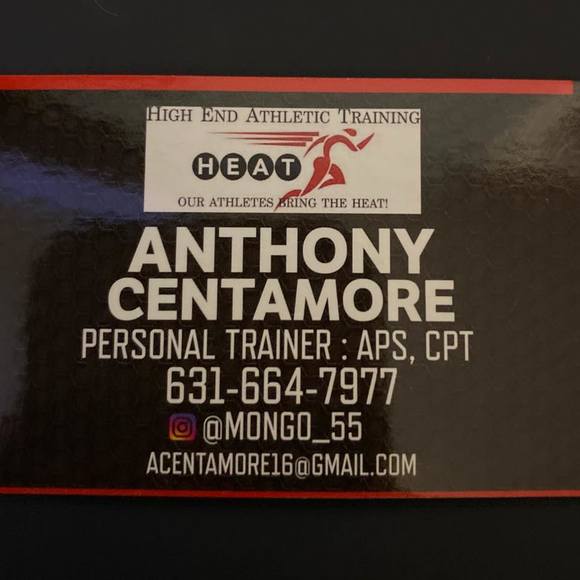 HIGH END ATHLETIC TRAINING
HEAT
OUR ATHLETES BRING THE HEAT!
ANTHONY
CENTAMORE
PERSONAL TRAINER : APS, CPT
631-664-7977
@MONGO_55
ACENTAMORE16@GMAIL.COM